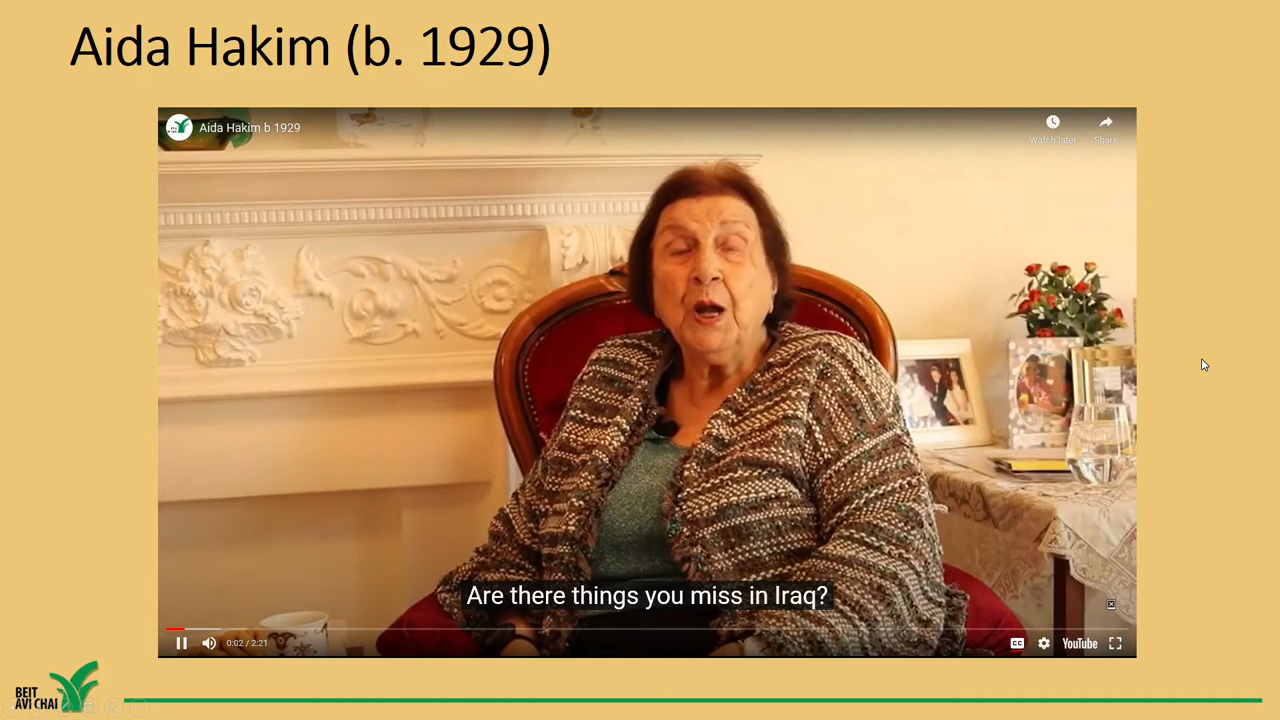 Aida Hakim (b. 1929)
Aida Hakim b 1929
Watch later
Share
Are there things you miss in Iraq?
0:02 / 2:21
CC
YouTube
BEIT
AVI CHAI